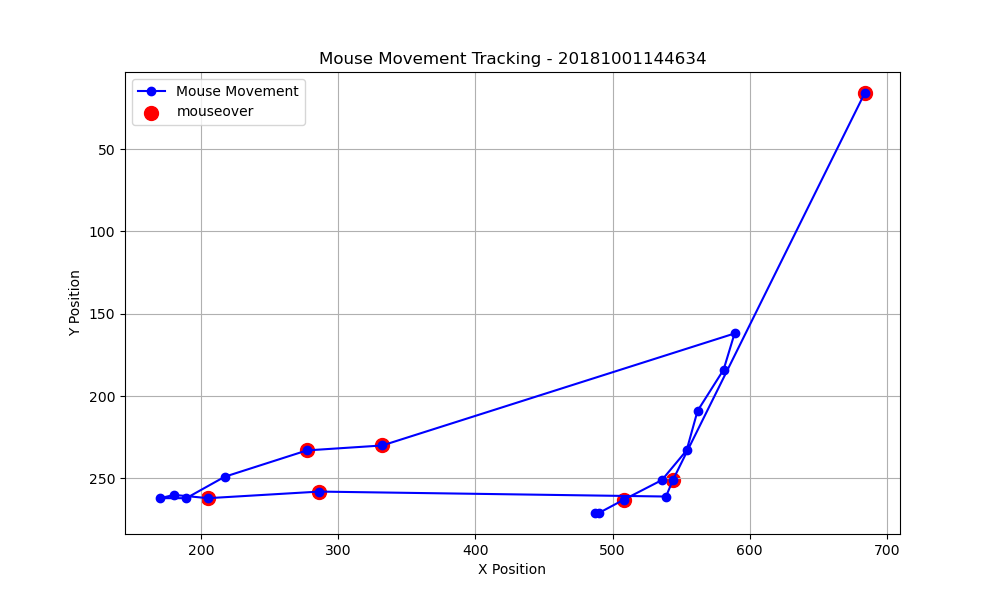 Mouse Movement Tracking - 20181001144634
Mouse Movement
mouseover
50
100
150
200
250
Y Position
200
300
400
500
600
700
X Position